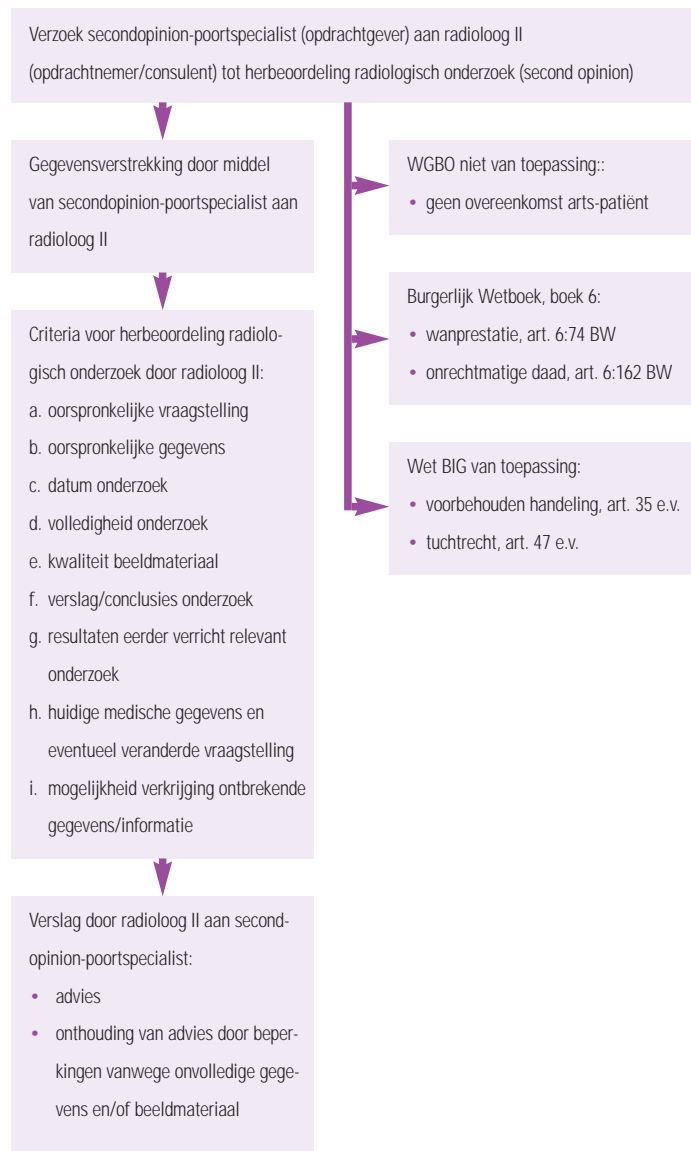 Verzoek secondopinion-poortspecialist (opdrachtgever) aan radioloog II
(opdrachtnemer/consulent) tot herbeoordeling radiologisch onderzoek (second opinion)
Gegevensverstrekking door middel
van secondopinion-poortspecialist aan
radioloog II
Criteria voor herbeoordeling radiolo-
gisch onderzoek door radioloog II:
a. oorspronkelijke vraagstelling
b. oorspronkelijke gegevens
c. datum onderzoek
d. volledigheid onderzoek
e. kwaliteit beeldmateriaal
f. verslag/conclusies onderzoek
g. resultaten eerder verricht relevant
onderzoek
h. huidige medische gegevens en
eventueel veranderde vraagstelling
i. mogelijkheid verkrijging ontbrekende
gegevens/informatie
Verslag door radioloog II aan second-
opinion-poortspecialist:
• advies
• onthouding van advies door beper-
kingen vanwege onvolledige gege-
vens en/of beeldmateriaal
WGBO niet van toepassing::
• geen overeenkomst arts-patiënt
Burgerlijk Wetboek, boek 6:
• wanprestatie, art. 6:74 BW
• onrechtmatige daad, art. 6:162 BW
Wet BIG van toepassing:
• voorbehouden handeling, art. 35 e.v.
• tuchtrecht, art. 47 e.v.